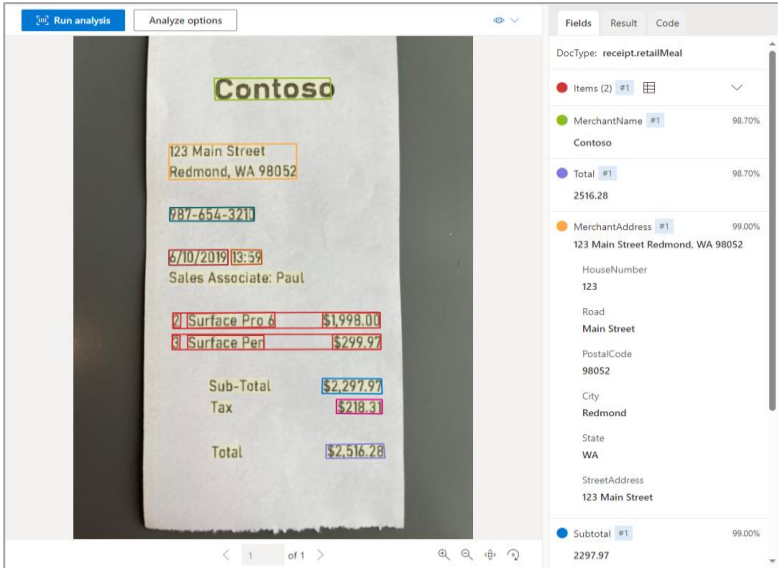 Run analysis
Analyze options
Contoso
123 Main Street
Redmond, WA 98052
987-654-3210
6/10/2019 13:59
Sales Associate: Paul
2 Surface Pro 6 $1,998.00
3 Surface Pen $299.97
Sub-Total $2,297.97
Tax $218.31
Total $2,516.28
1 of 1
Fields Result Code
DocType: receipt.retailMeal
Items (2) #1
MerchantName #1 98.70%
Contoso
Total #1 98.70%
2516.28
MerchantAddress #1 99.00%
123 Main Street Redmond, WA 98052
HouseNumber
123
Road
Main Street
PostalCode
98052
City
Redmond
State
WA
StreetAddress
123 Main Street
Subtotal #1 99.00%
2297.97